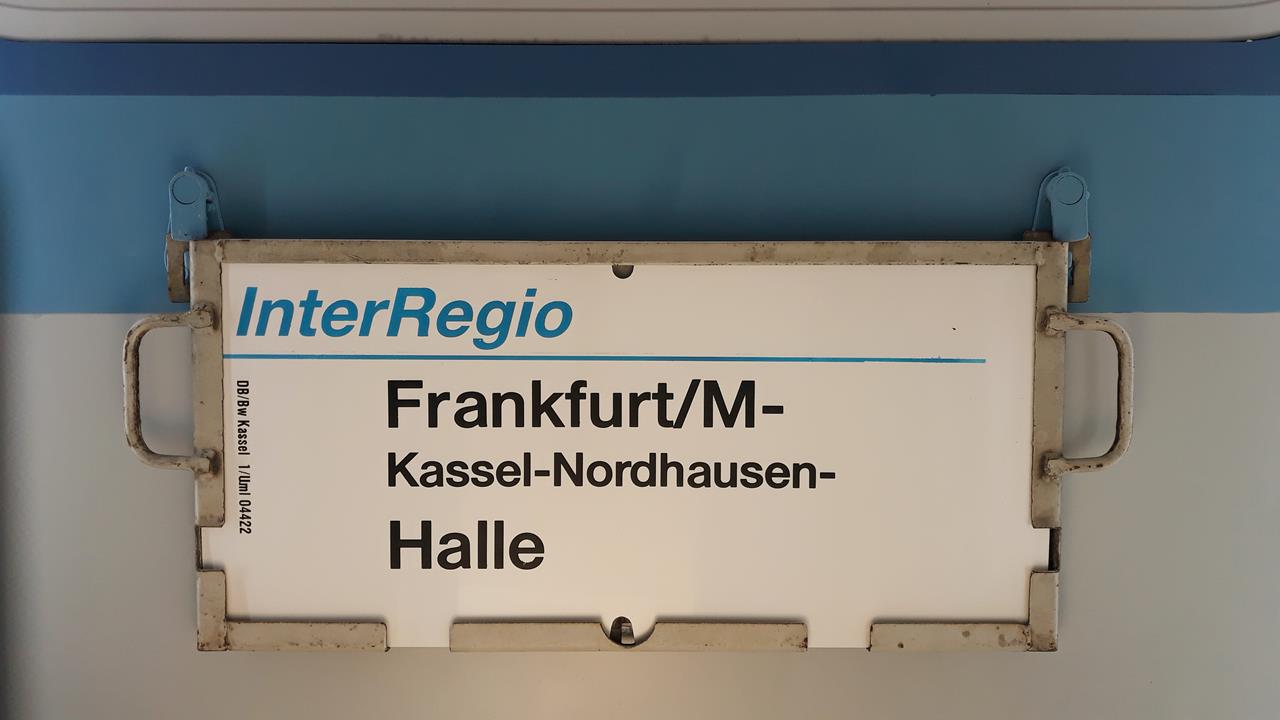 InterRegio
Frankfurt/M-
Kassel-Nordhausen-
Halle
DB/Bw Kassel 1/Uml 04422